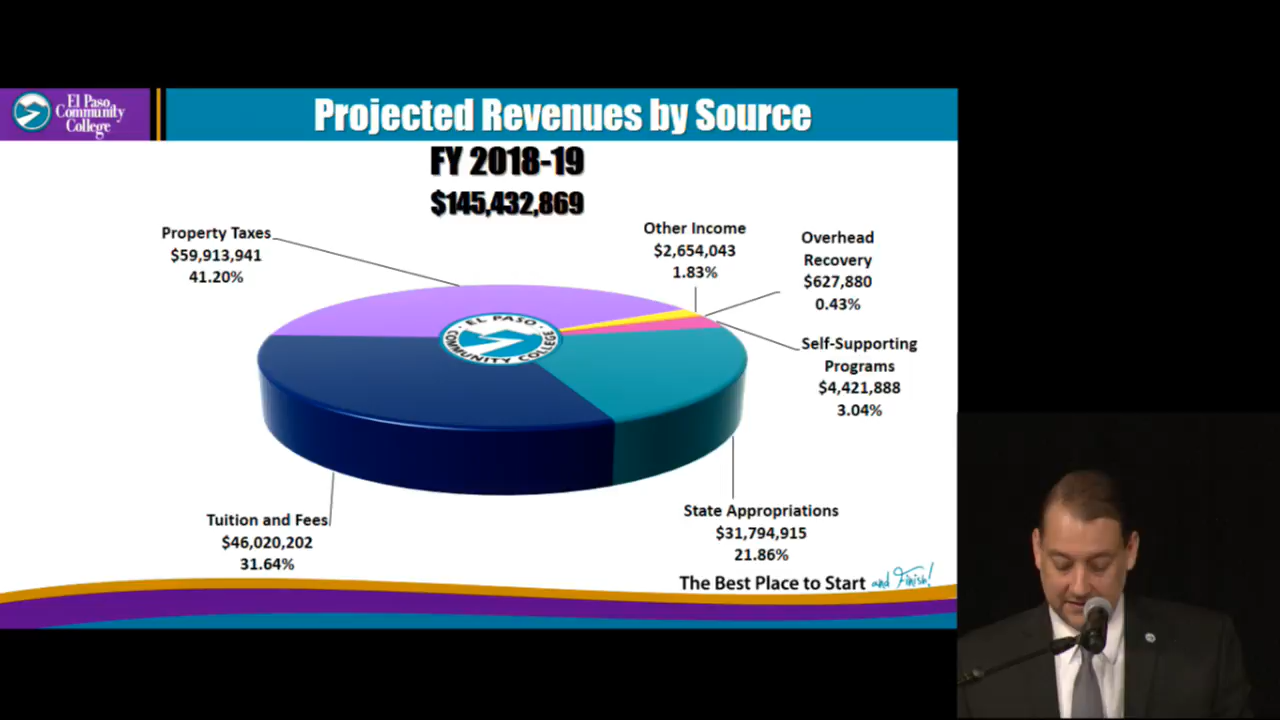 El Paso
Community
College
Projected Revenues by Source
FY 2018-19
$145,432,869
Property Taxes
$59,913,941
41.20%
Other Income
$2,654,043
1.83%
Overhead
Recovery
$627,880
0.43%
Self-Supporting
Programs
$4,421,888
3.04%
EL PASO
COMMUNITY COLLEGE
Tuition and Fees
$46,020,202
31.64%
State Appropriations
$31,794,915
21.86%
The Best Place to Start and Finish!